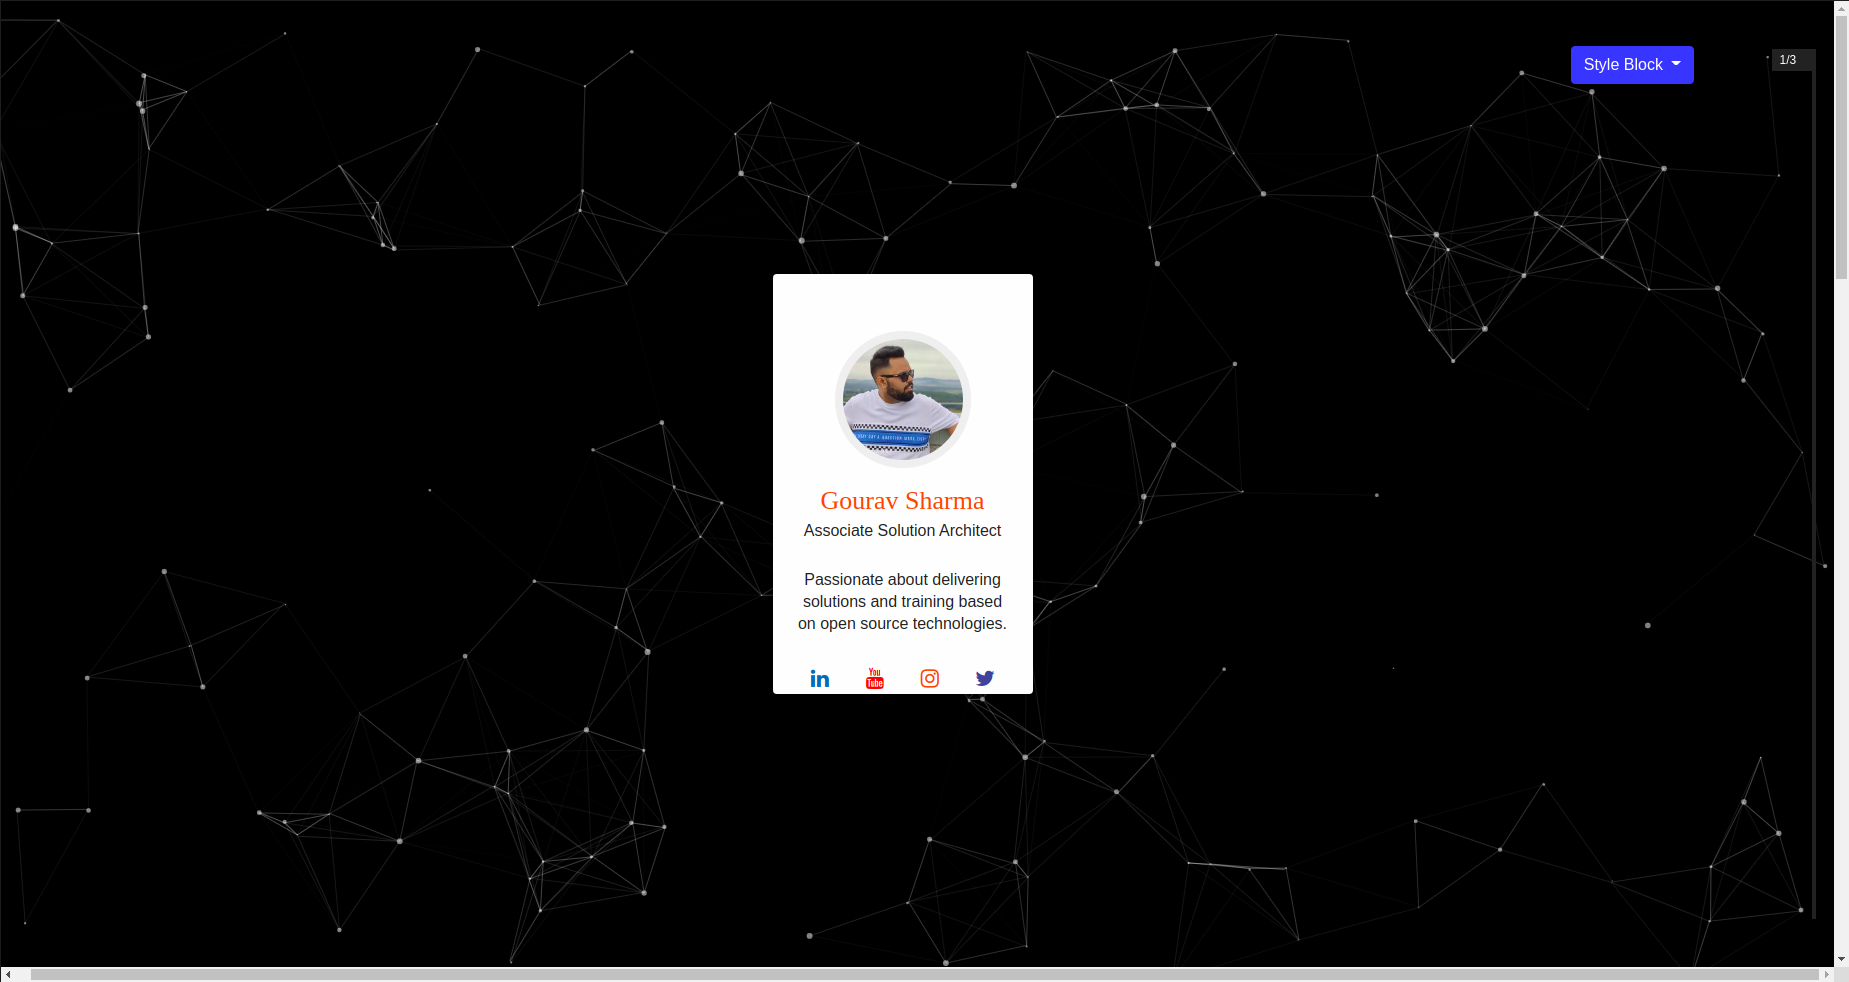 Style Block
1/3
Gourav Sharma
Associate Solution Architect
Passionate about delivering
solutions and training based
on open source technologies.
in
You
Tube